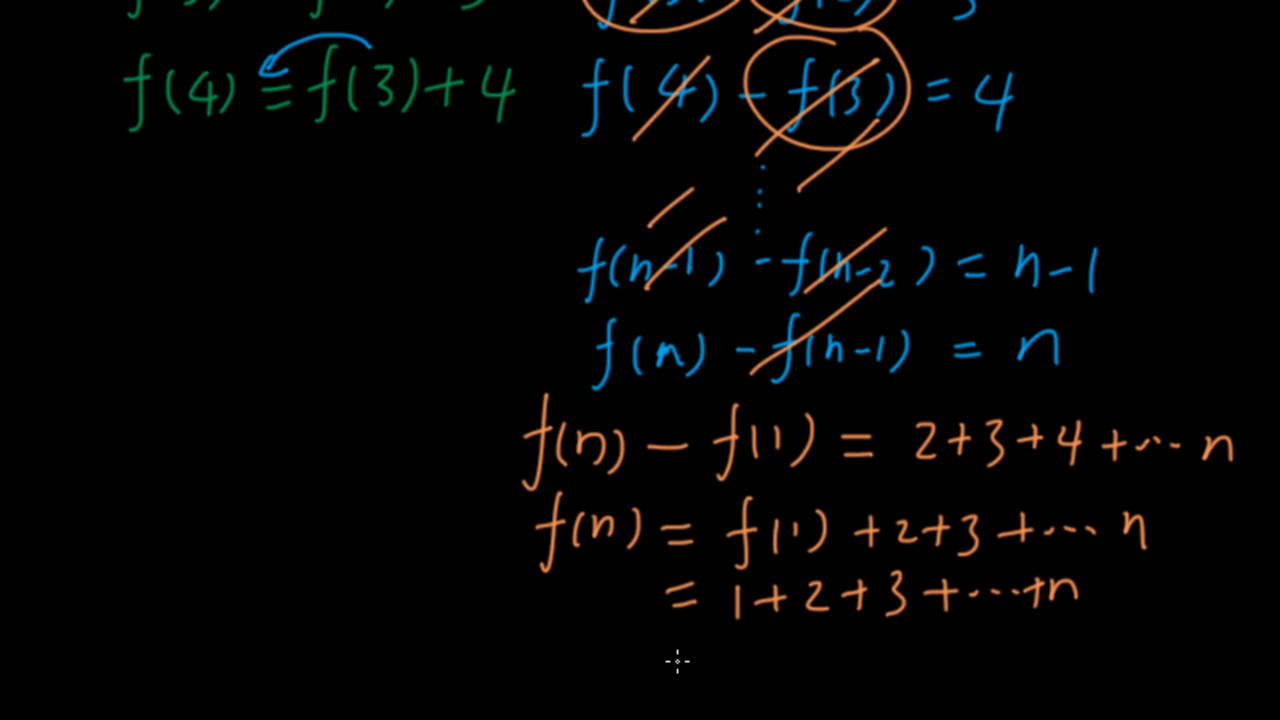 f(4) = f(3) + 4 f(4) - f(3) = 4
⋮
f(n-1) - f(n-2) = n-1
f(n) - f(n-1) = n
f(n) - f(1) = 2+3+4+⋯ n
f(n) = f(1) +2+3+⋯ n
= 1+2+3+⋯+n